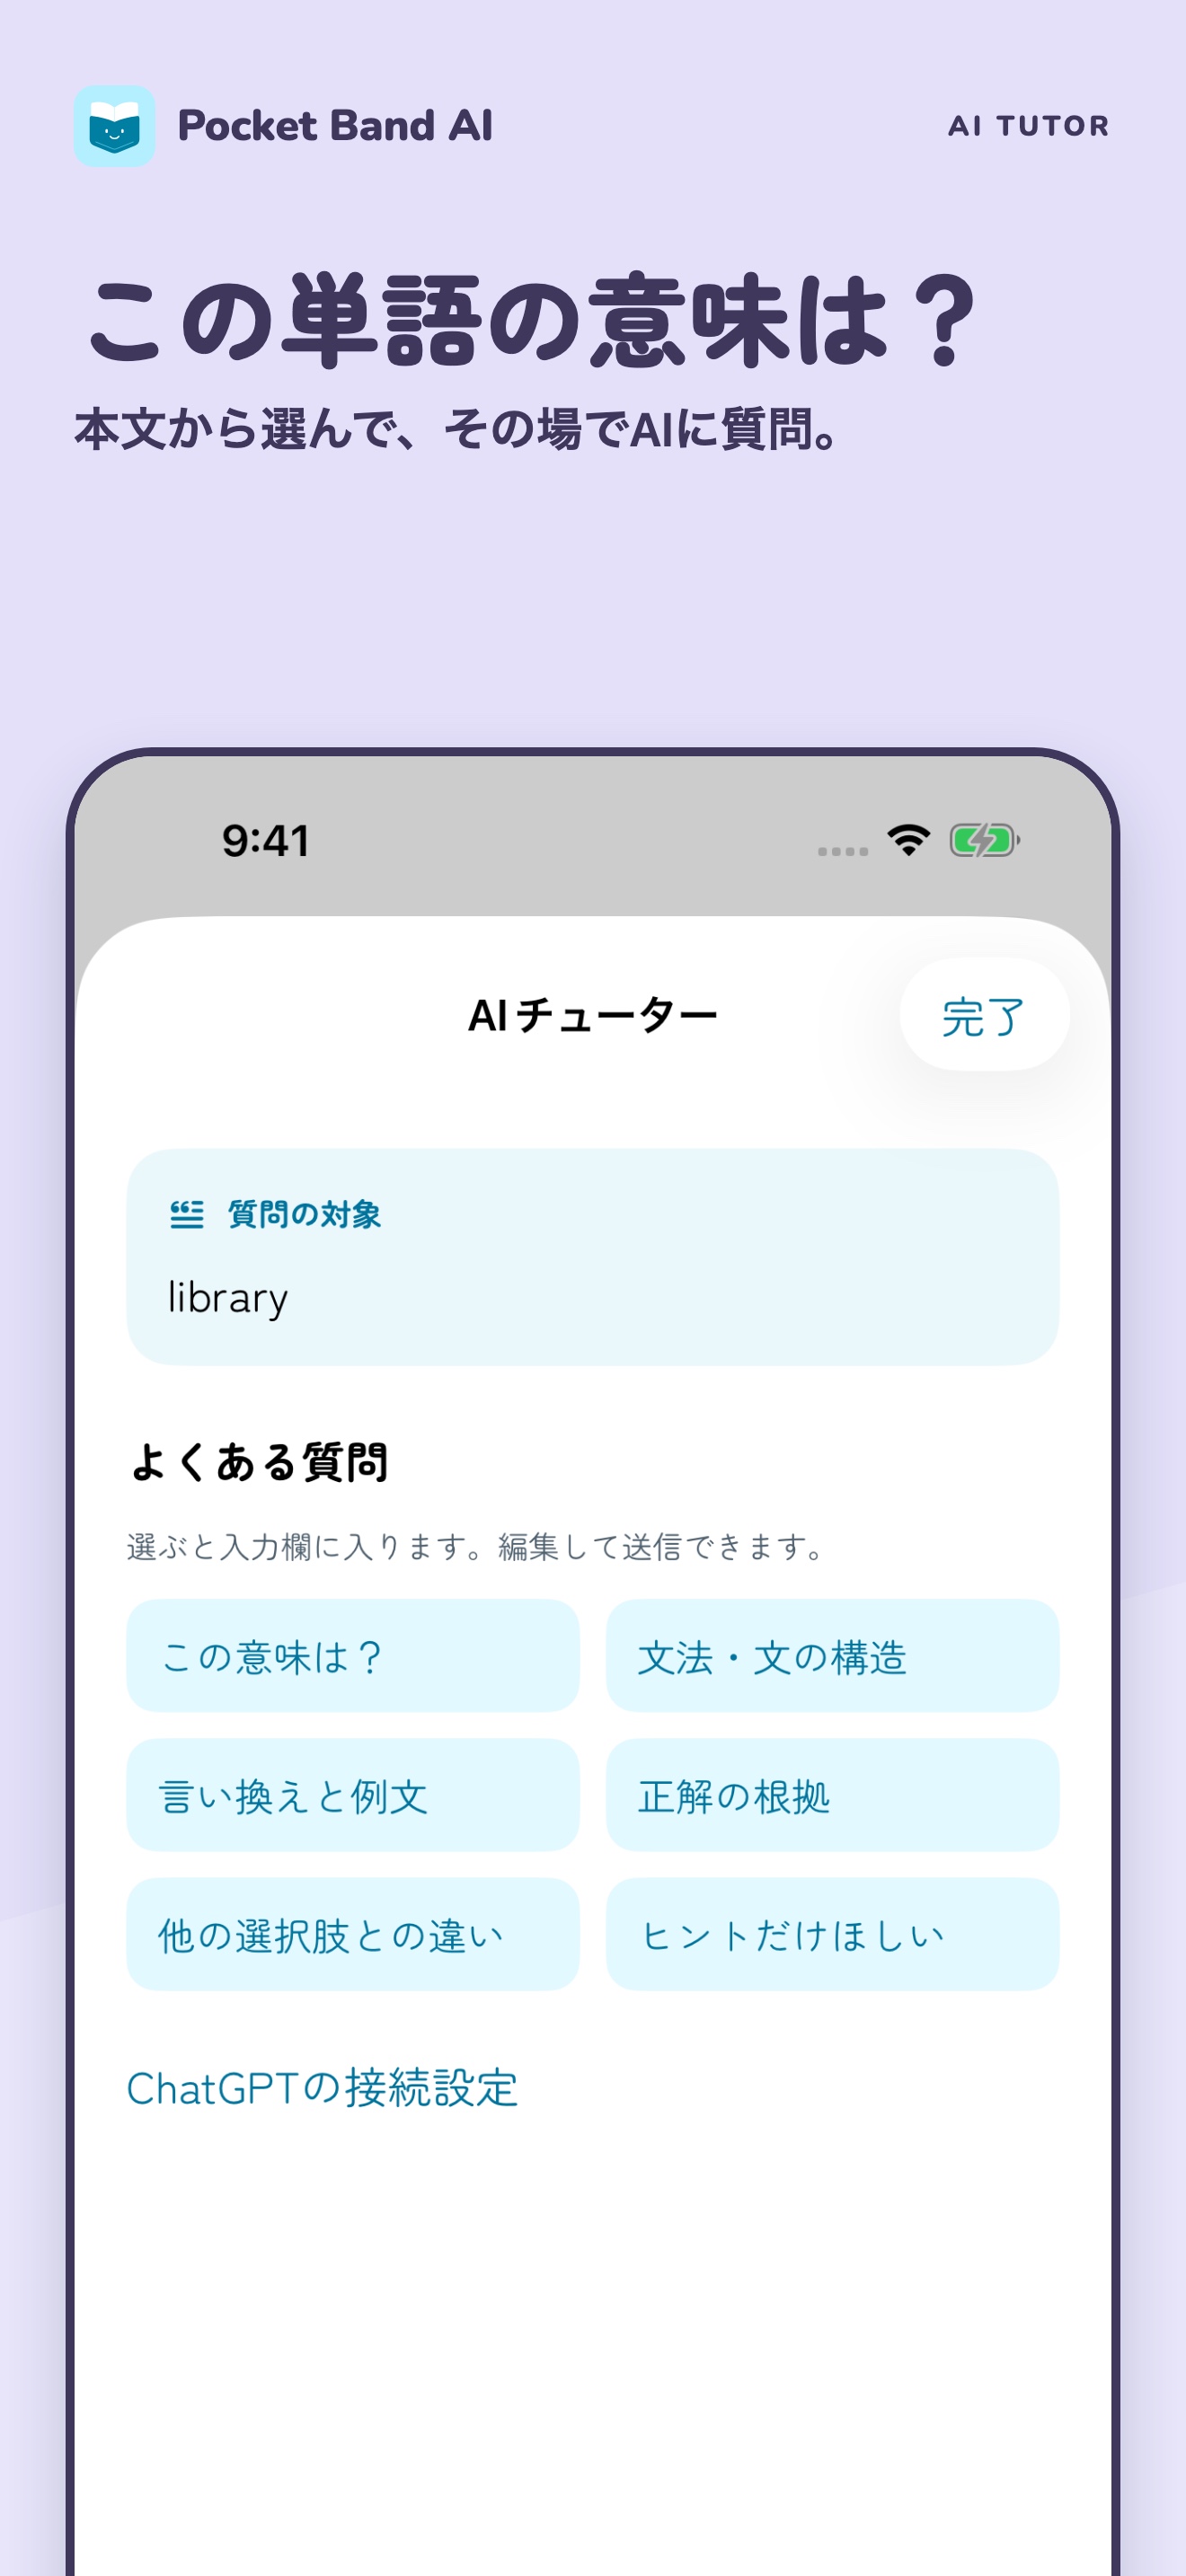 Pocket Band AI
AI TUTOR
この単語の意味は？
本文から選んで、その場でAIに質問。
9:41
AIチューター
完了
質問の対象
library
よくある質問
選ぶと入力欄に入ります。編集して送信できます。
この意味は？
文法・文の構造
言い換えと例文
正解の根拠
他の選択肢との違い
ヒントだけほしい
ChatGPTの接続設定